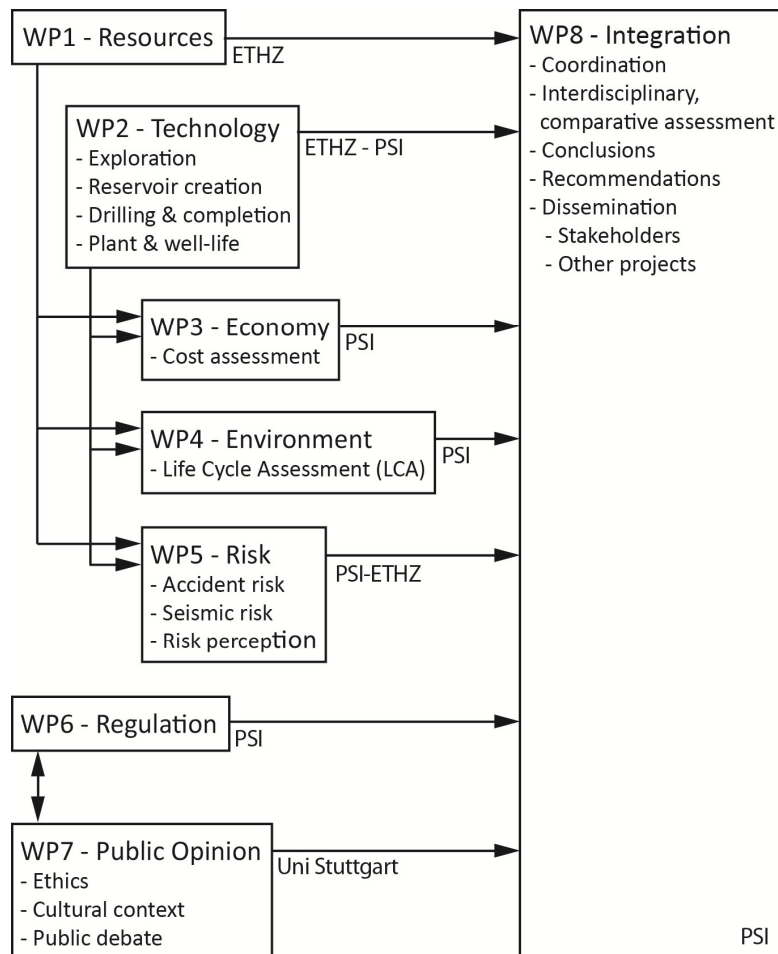 WP1 - Resources
ETHZ
WP2 - Technology
- Exploration
- Reservoir creation
- Drilling & completion
- Plant & well-life
ETHZ - PSI
WP3 - Economy
- Cost assessment
PSI
WP4 - Environment
- Life Cycle Assessment (LCA)
PSI
WP5 - Risk
- Accident risk
- Seismic risk
- Risk perception
PSI-ETHZ
WP6 - Regulation
PSI
WP7 - Public Opinion
- Ethics
- Cultural context
- Public debate
Uni Stuttgart
WP8 - Integration
- Coordination
- Interdisciplinary,
comparative assessment
- Conclusions
- Recommendations
- Dissemination
- Stakeholders
- Other projects
PSI